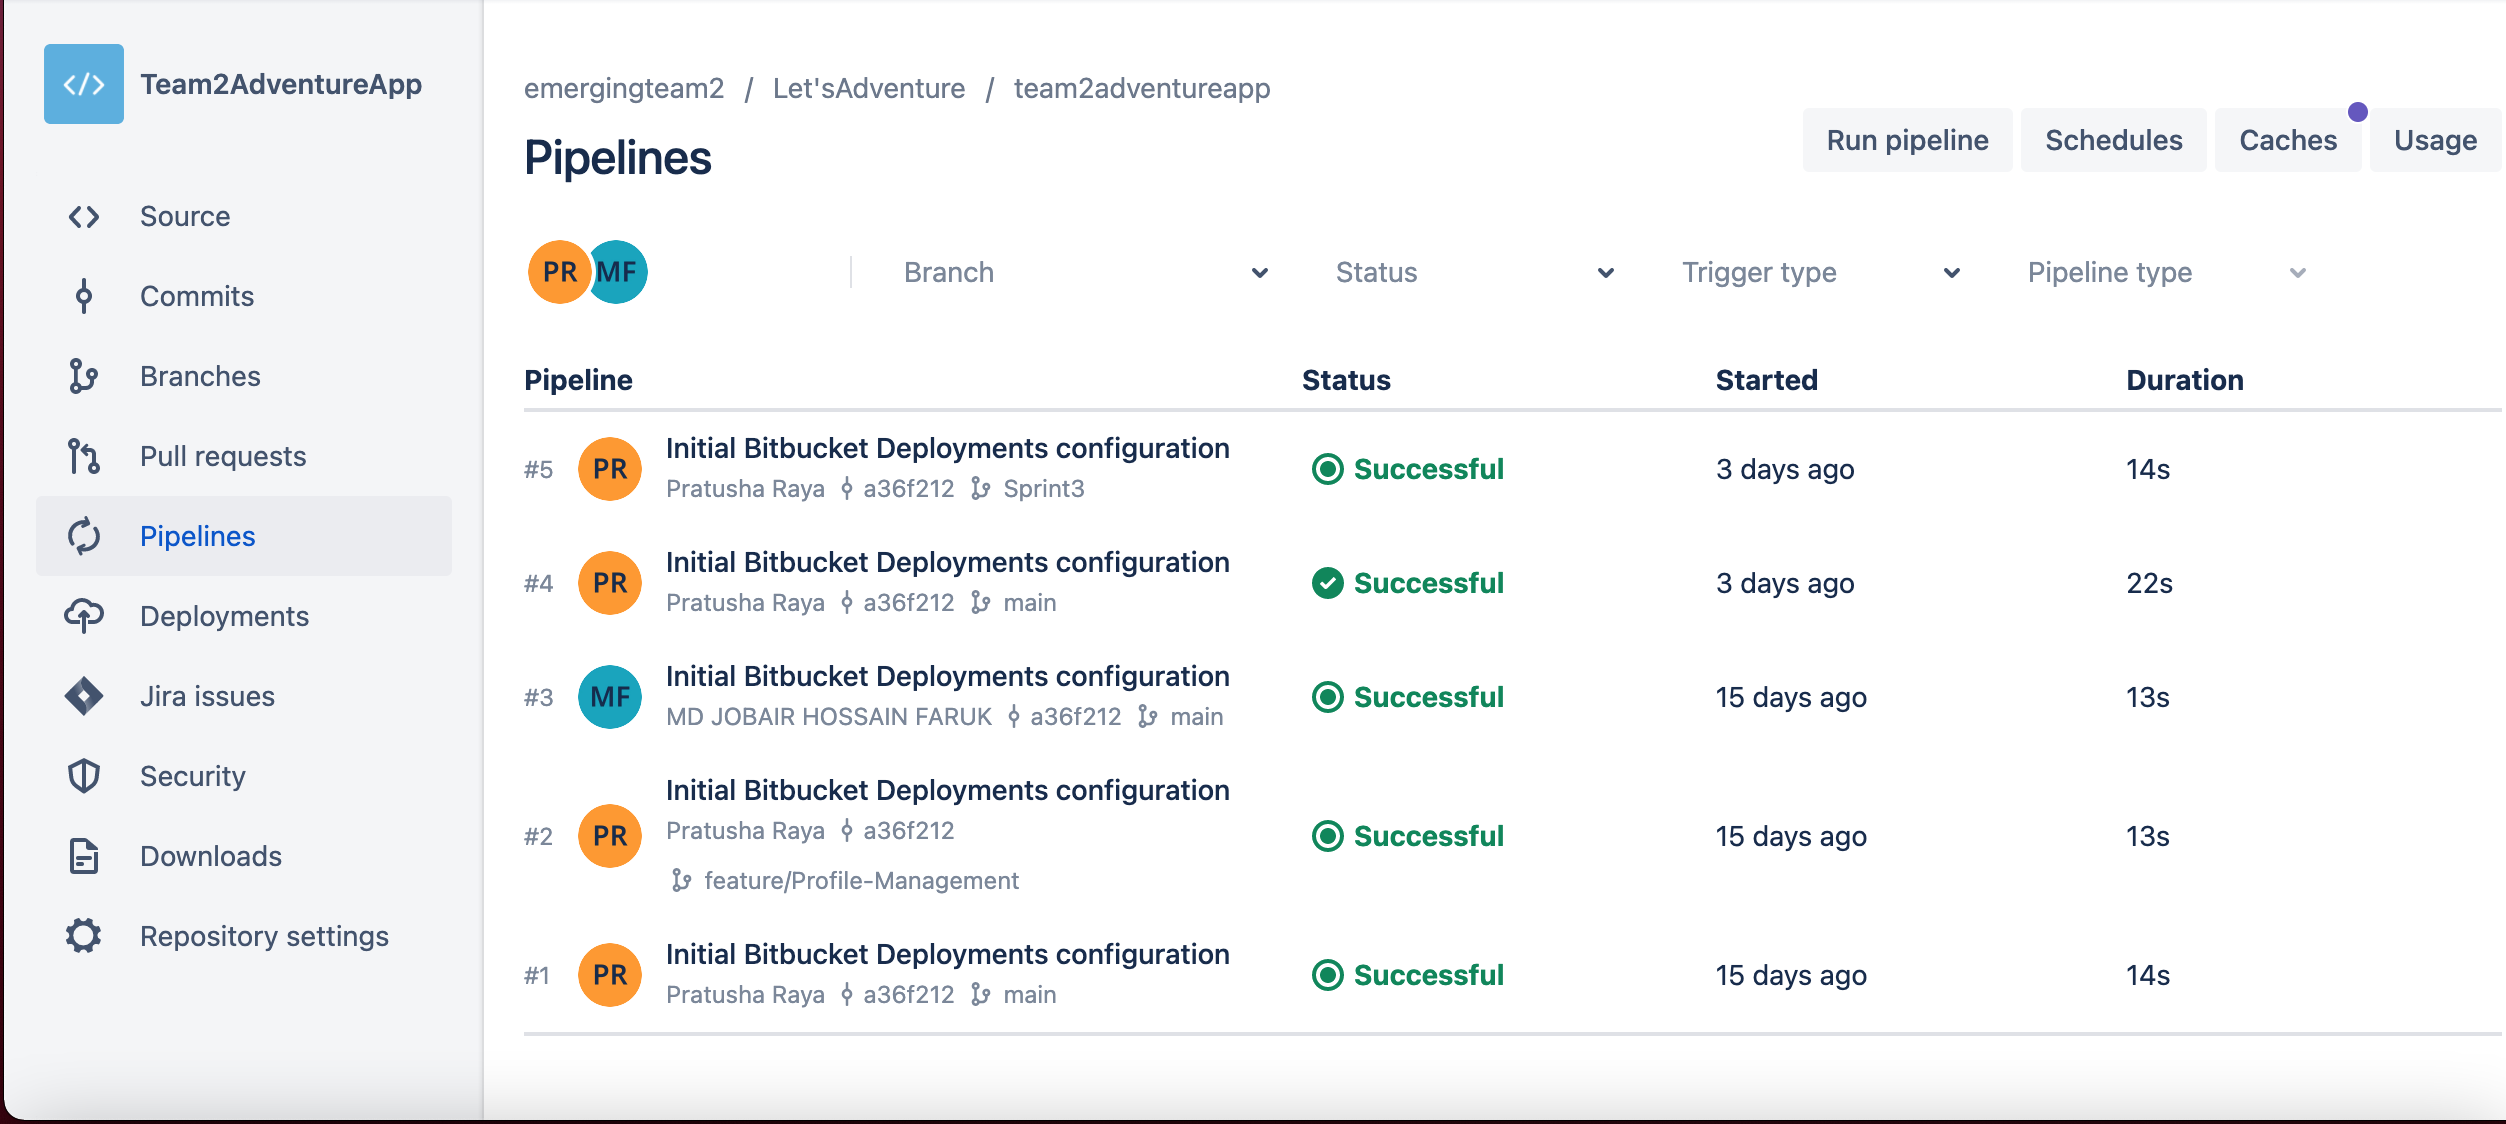 Team2AdventureApp
Source
Commits
Branches
Pull requests
Pipelines
Deployments
Jira issues
Security
Downloads
Repository settings
emergingteam2 / Let'sAdventure / team2adventureapp
Pipelines
Run pipeline Schedules Caches Usage
PR MF Branch Status Trigger type Pipeline type
Pipeline Status Started Duration
#5 PR Initial Bitbucket Deployments configuration Successful 3 days ago 14s
Pratusha Raya a36f212 Sprint3
#4 PR Initial Bitbucket Deployments configuration Successful 3 days ago 22s
Pratusha Raya a36f212 main
#3 MF Initial Bitbucket Deployments configuration Successful 15 days ago 13s
MD JOBAIR HOSSAIN FARUK a36f212 main
#2 PR Initial Bitbucket Deployments configuration Successful 15 days ago 13s
Pratusha Raya a36f212
feature/Profile-Management
#1 PR Initial Bitbucket Deployments configuration Successful 15 days ago 14s
Pratusha Raya a36f212 main